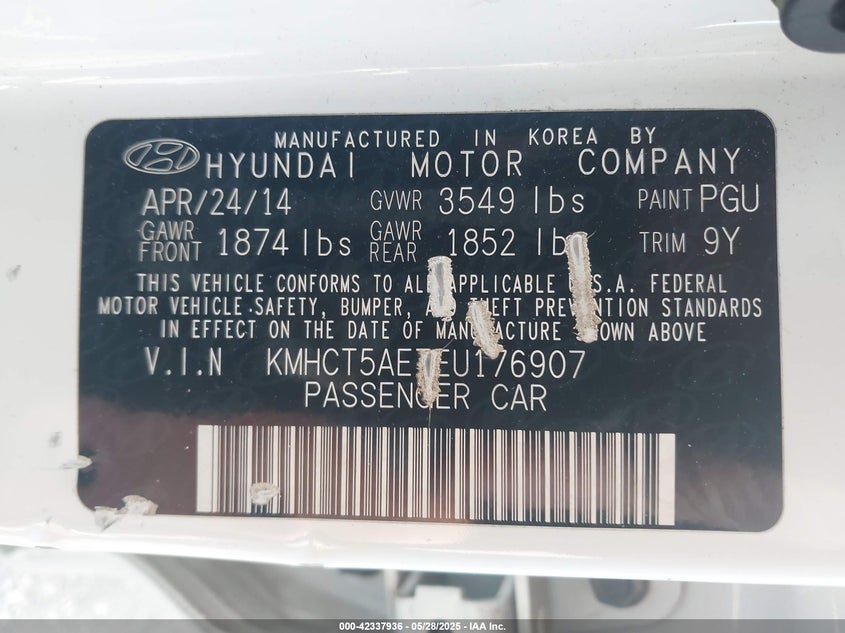 MANUFACTURED IN KOREA BY
HYUNDAI MOTOR COMPANY
APR/24/14 GVWR 3549 lbs PAINT PGU
GAWR FRONT 1874 lbs GAWR REAR 1852 lb TRIM 9Y
THIS VEHICLE CONFORMS TO ALL APPLICABLE U.S.A. FEDERAL
MOTOR VEHICLE SAFETY, BUMPER, AND THEFT PREVENTION STANDARDS
IN EFFECT ON THE DATE OF MANUFACTURE SHOWN ABOVE
V.I.N
PASSENGER CAR
000-42337936 - 05/28/2025 - IAA Inc.